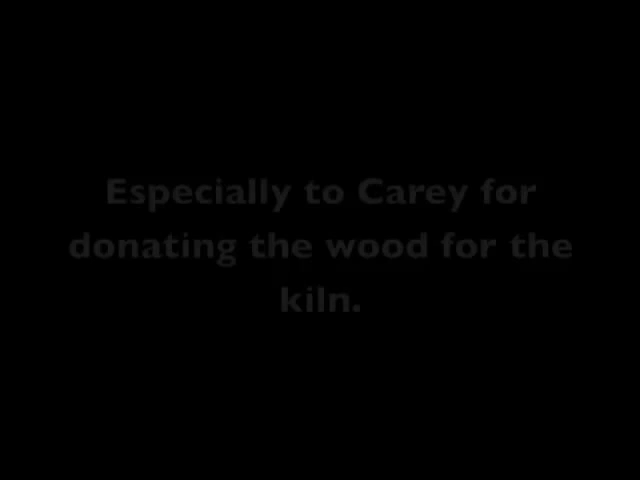 Especially to Carey for
donating the wood for the
kiln.